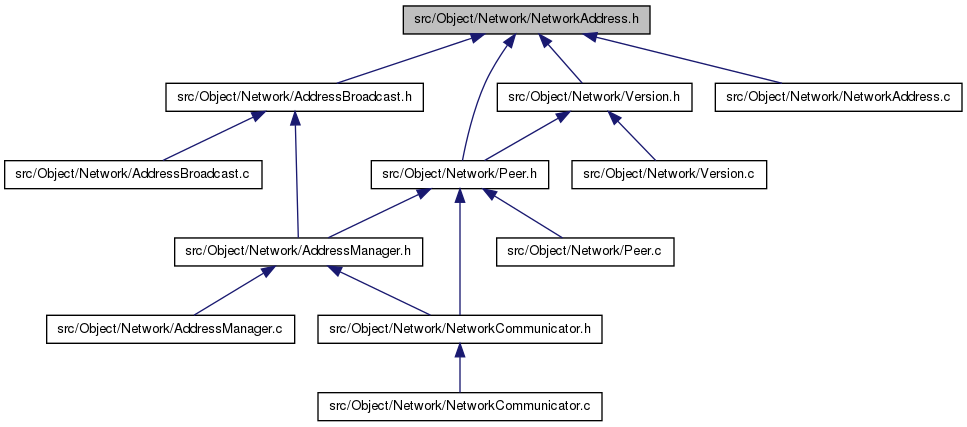 src/Object/Network/NetworkAddress.h
src/Object/Network/AddressBroadcast.h
src/Object/Network/Version.h
src/Object/Network/NetworkAddress.c
src/Object/Network/AddressBroadcast.c
src/Object/Network/Peer.h
src/Object/Network/Version.c
src/Object/Network/AddressManager.h
src/Object/Network/Peer.c
src/Object/Network/AddressManager.c
src/Object/Network/NetworkCommunicator.h
src/Object/Network/NetworkCommunicator.c